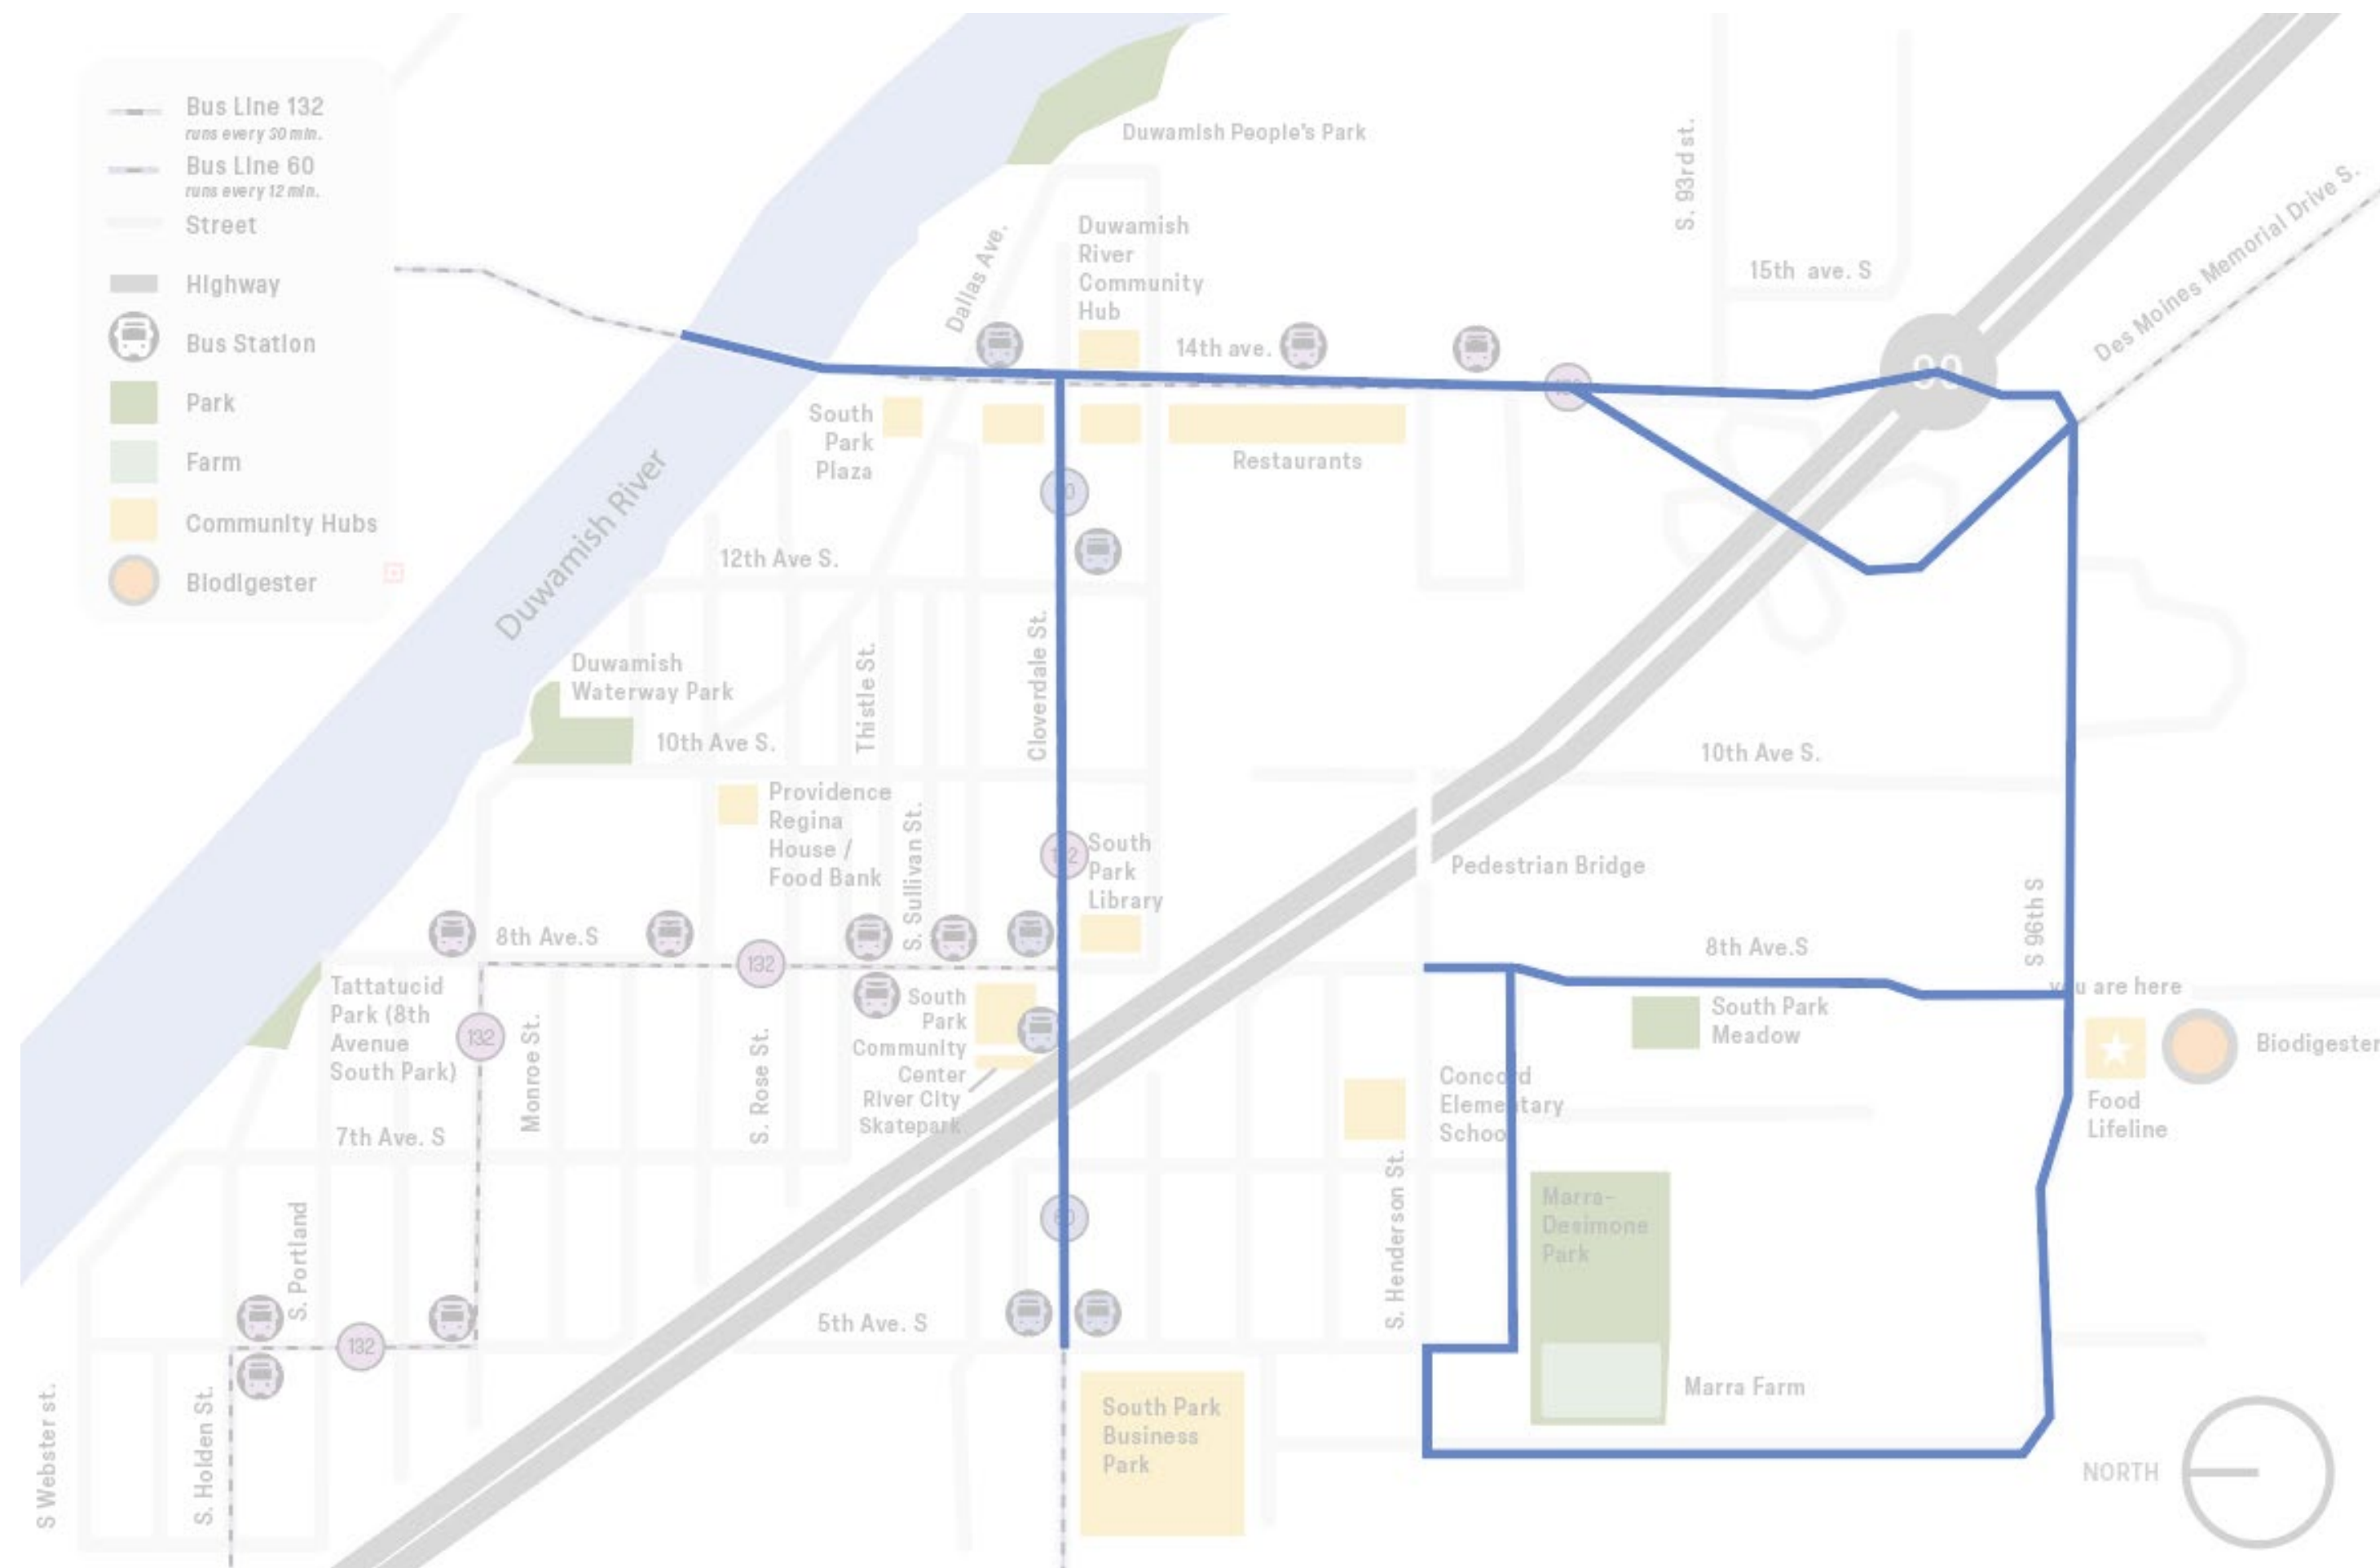 Bus Line 132
runs every 30 min.
Bus Line 60
runs every 12 min.
Street
Highway
Bus Station
Park
Farm
Community Hubs
Biodigester
Duwamish River
Duwamish People's Park
Dallas Ave.
Duwamish
River
Community
Hub
14th ave.
S. 93rd st.
15th ave. S
Des Moines Memorial Drive S.
South
Park
Plaza
Restaurants
12th Ave S.
Duwamish
Waterway Park
10th Ave S.
Thistle St.
Cloverdale St.
10th Ave S.
Providence
Regina
House /
Food Bank
S. Sullivan St.
South
Park
Library
Pedestrian Bridge
8th Ave.S
132
8th Ave.S
S 96th S
you are here
Tattatucid
Park (8th
Avenue
South Park)
132
Monroe St.
S. Rose St.
South
Park
Community
Center
River City
Skatepark
South Park
Meadow
Concord
Elementary
School
Food
Lifeline
Biodigester
7th Ave. S
S. Portland
S. Henderson St.
Marra-
Desimone
Park
132
5th Ave. S
Marra Farm
S Webster st.
S. Holden St.
South Park
Business
Park
NORTH